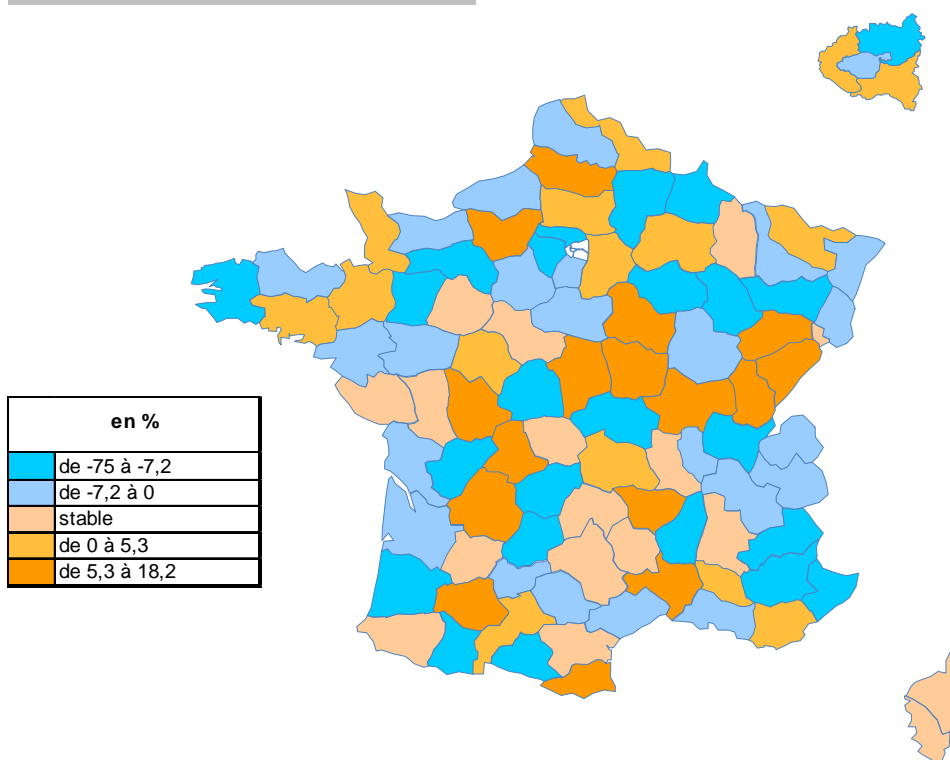 en %
de -75 à -7,2
de -7,2 à 0
stable
de 0 à 5,3
de 5,3 à 18,2